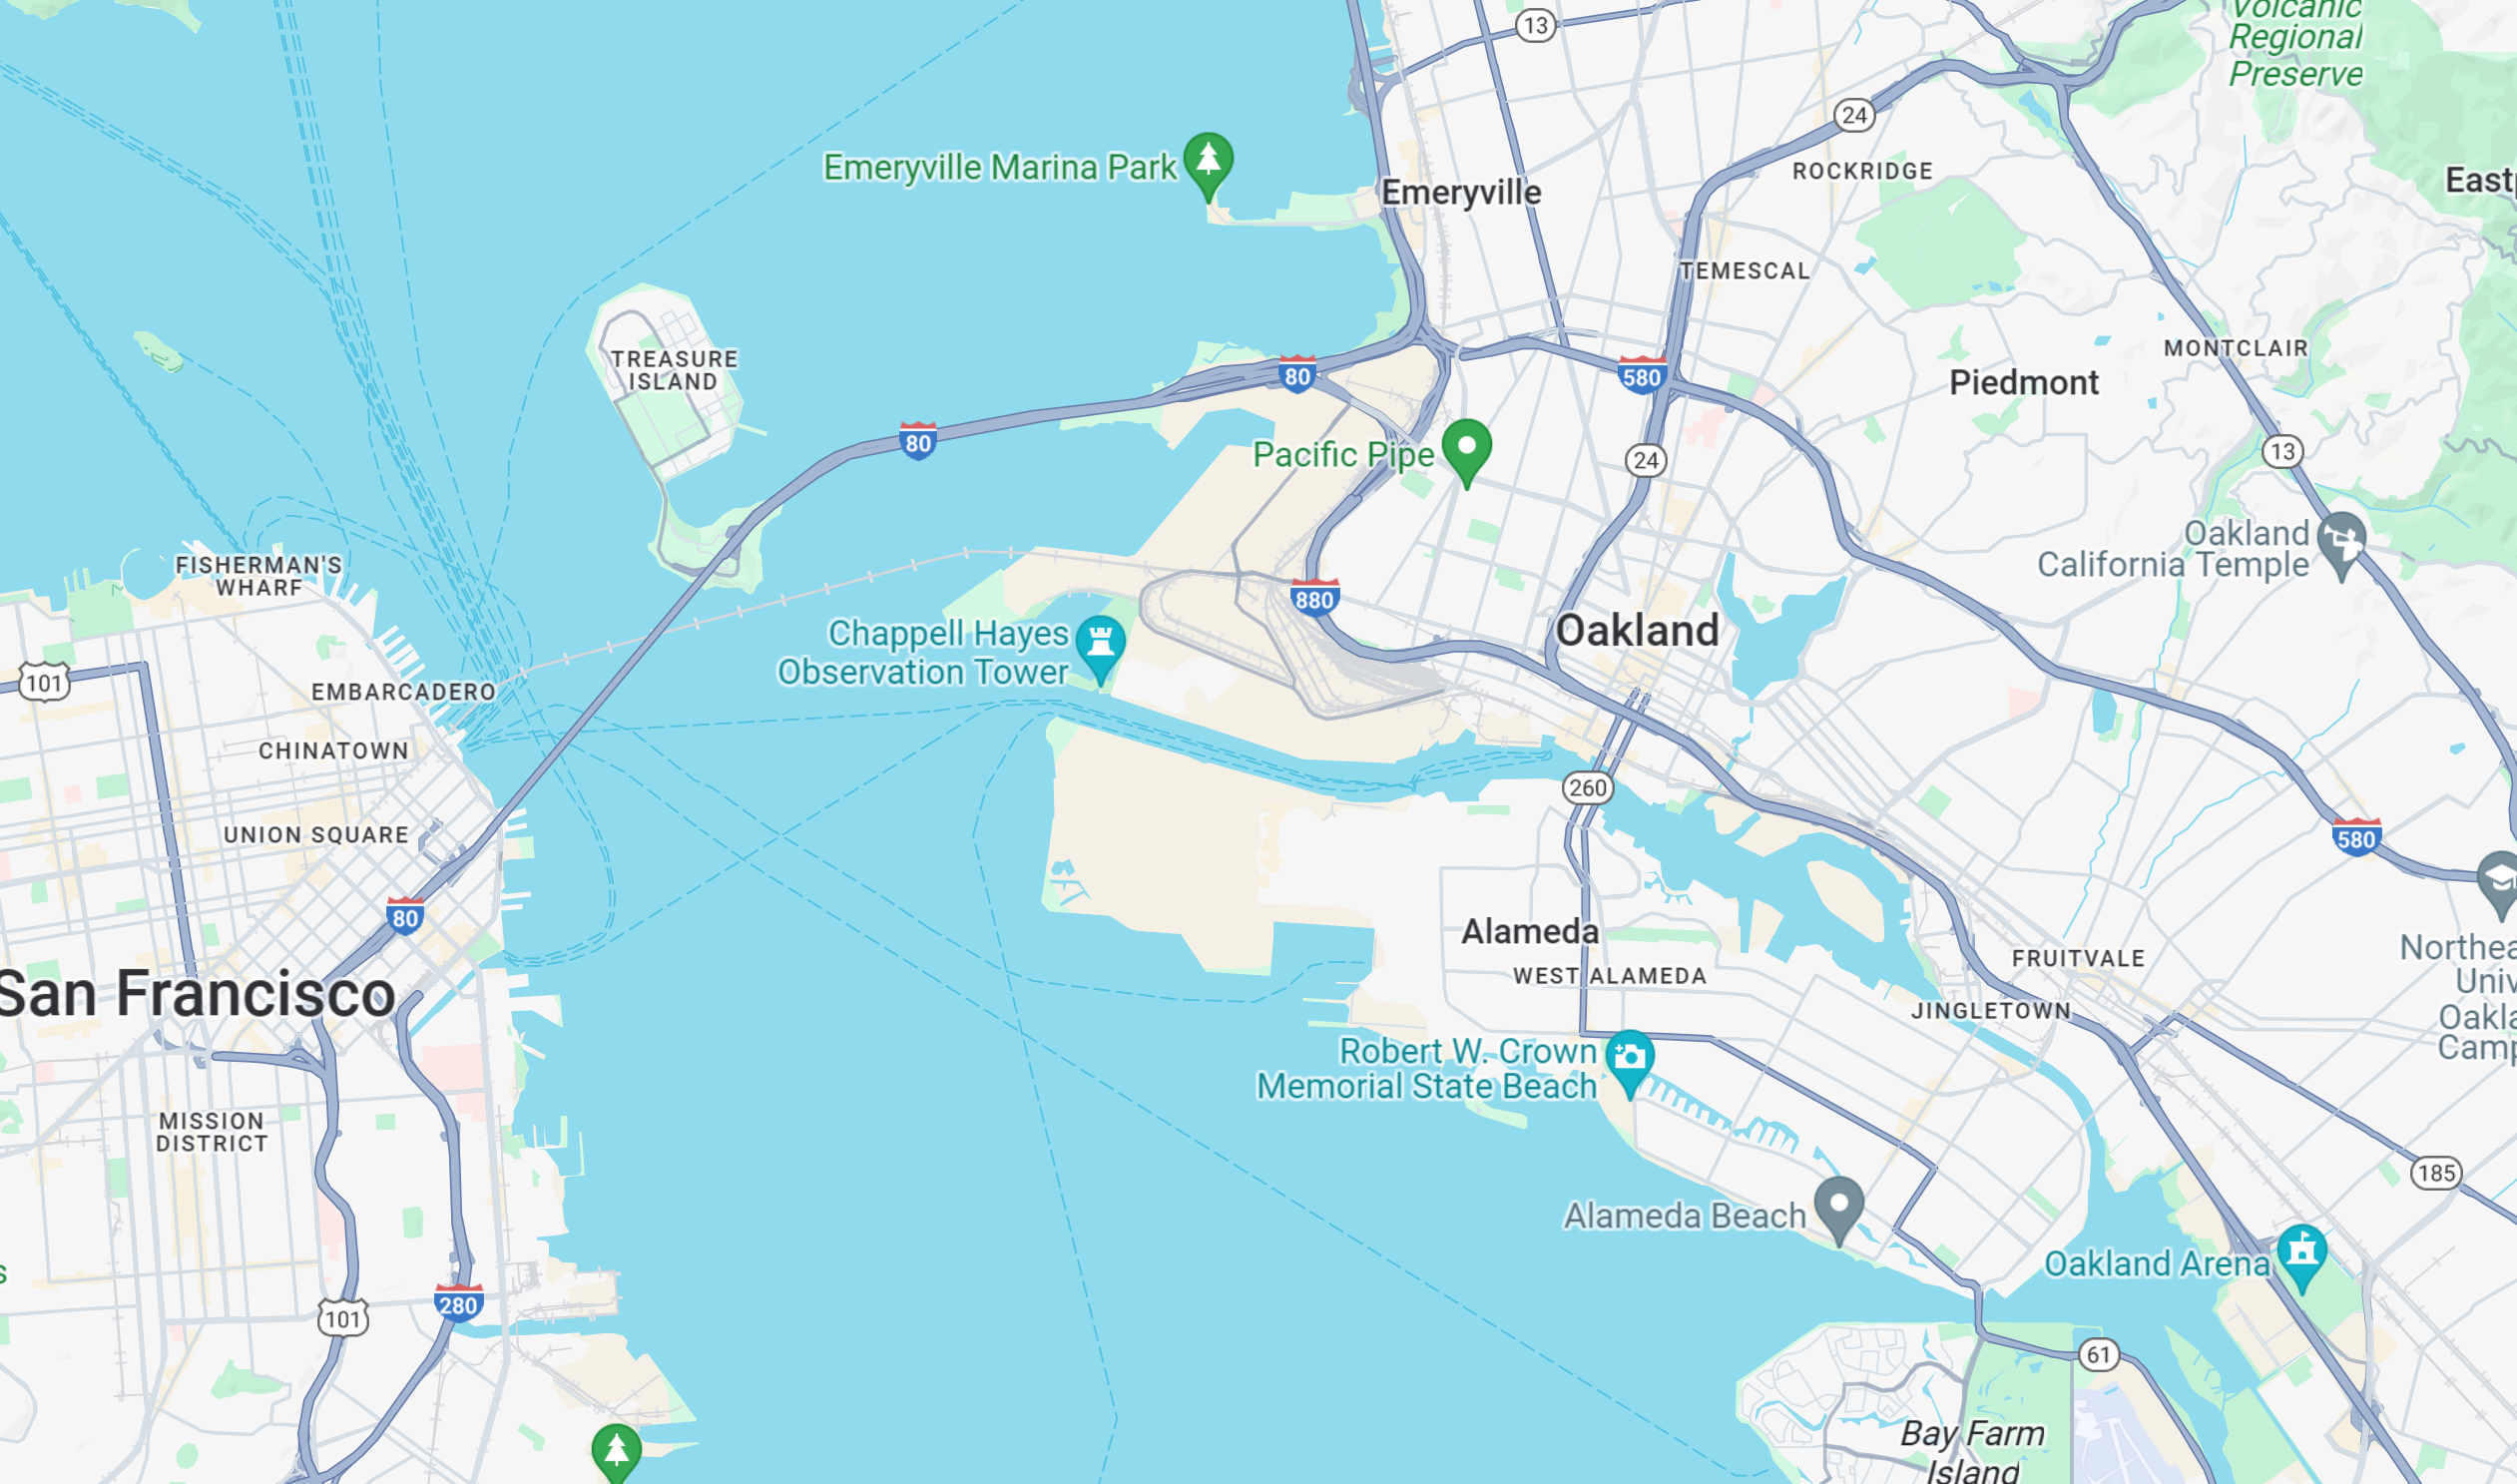 Volcanic
Regional
Preserve
13
24
Emeryville Marina Park
Emeryville
ROCKRIDGE
East
TEMESCAL
TREASURE
ISLAND
MONTCLAIR
80
580
Piedmont
80
Pacific Pipe
24
13
Oakland
California Temple
FISHERMAN'S
WHARF
880
Chappell Hayes
Observation Tower
Oakland
101
EMBARCADERO
CHINATOWN
260
UNION SQUARE
580
80
Alameda
WEST ALAMEDA
FRUITVALE
Northea
Univ
Oakla
Camp
San Francisco
JINGLETOWN
Robert W. Crown
Memorial State Beach
MISSION
DISTRICT
185
Alameda Beach
Oakland Arena
s
280
101
61
Bay Farm
Island